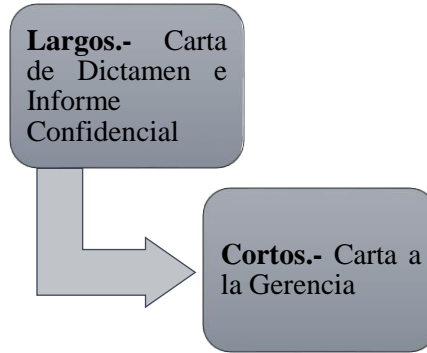 Largos.- Carta
de Dictamen e
Informe
Confidencial
Cortos.- Carta a
la Gerencia